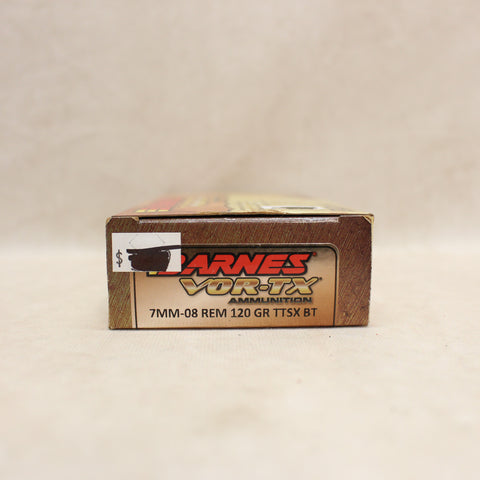 $
BARNES
VOR-TX
AMMUNITION
7MM-08 REM 120 GR TTSX BT